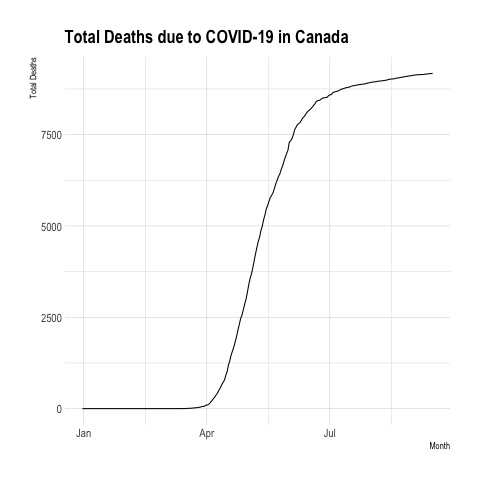 Total Deaths due to COVID-19 in Canada
Total Deaths
7500
5000
2500
0
Jan Apr Jul
Month